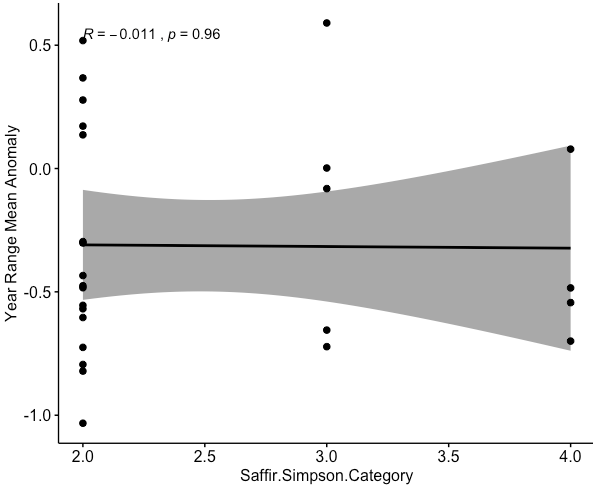 R = −0.011 , p = 0.96
0.5
0.0
-0.5
-1.0
Year Range Mean Anomaly
2.0 2.5 3.0 3.5 4.0
Saffir.Simpson.Category